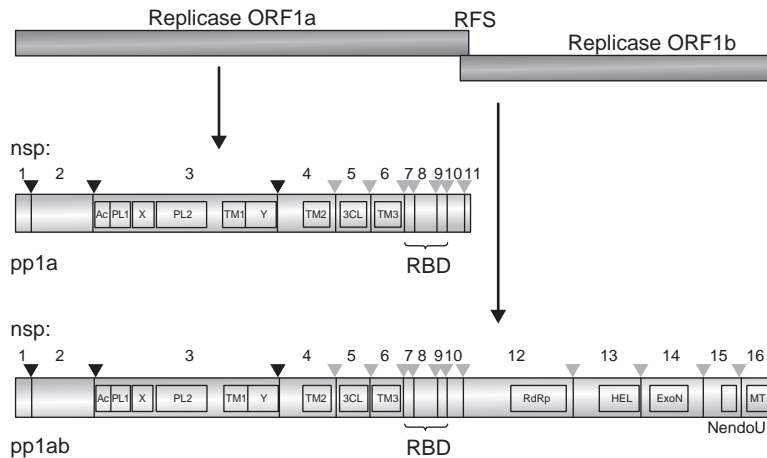 Replicase ORF1a
RFS
Replicase ORF1b
nsp:
1 2 3 4 5 6 7 8 9 10 11
Ac PL1 X PL2 TM1 Y TM2 3CL TM3
RBD
pp1a
nsp:
1 2 3 4 5 6 7 8 9 10 12 13 14 15 16
Ac PL1 X PL2 TM1 Y TM2 3CL TM3 RdRp HEL ExoN MT
NendoU
RBD
pp1ab